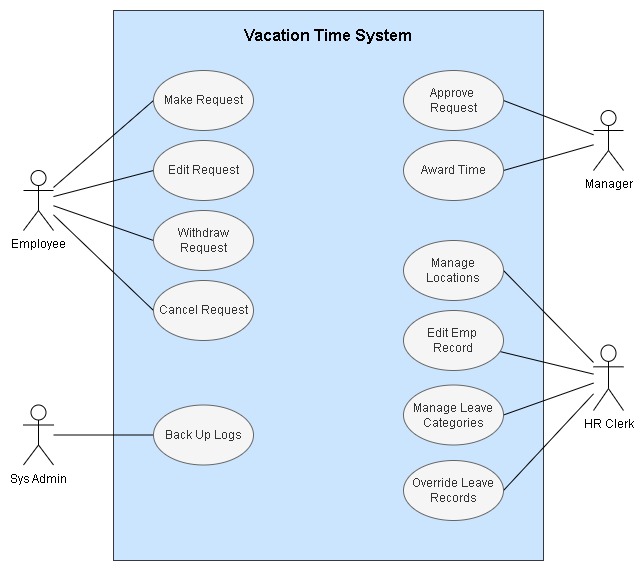 Vacation Time System
Make Request
Edit Request
Withdraw
Request
Cancel Request
Back Up Logs
Employee
Sys Admin
Approve
Request
Award Time
Manage
Locations
Edit Emp
Record
Manage Leave
Categories
Override Leave
Records
Manager
HR Clerk